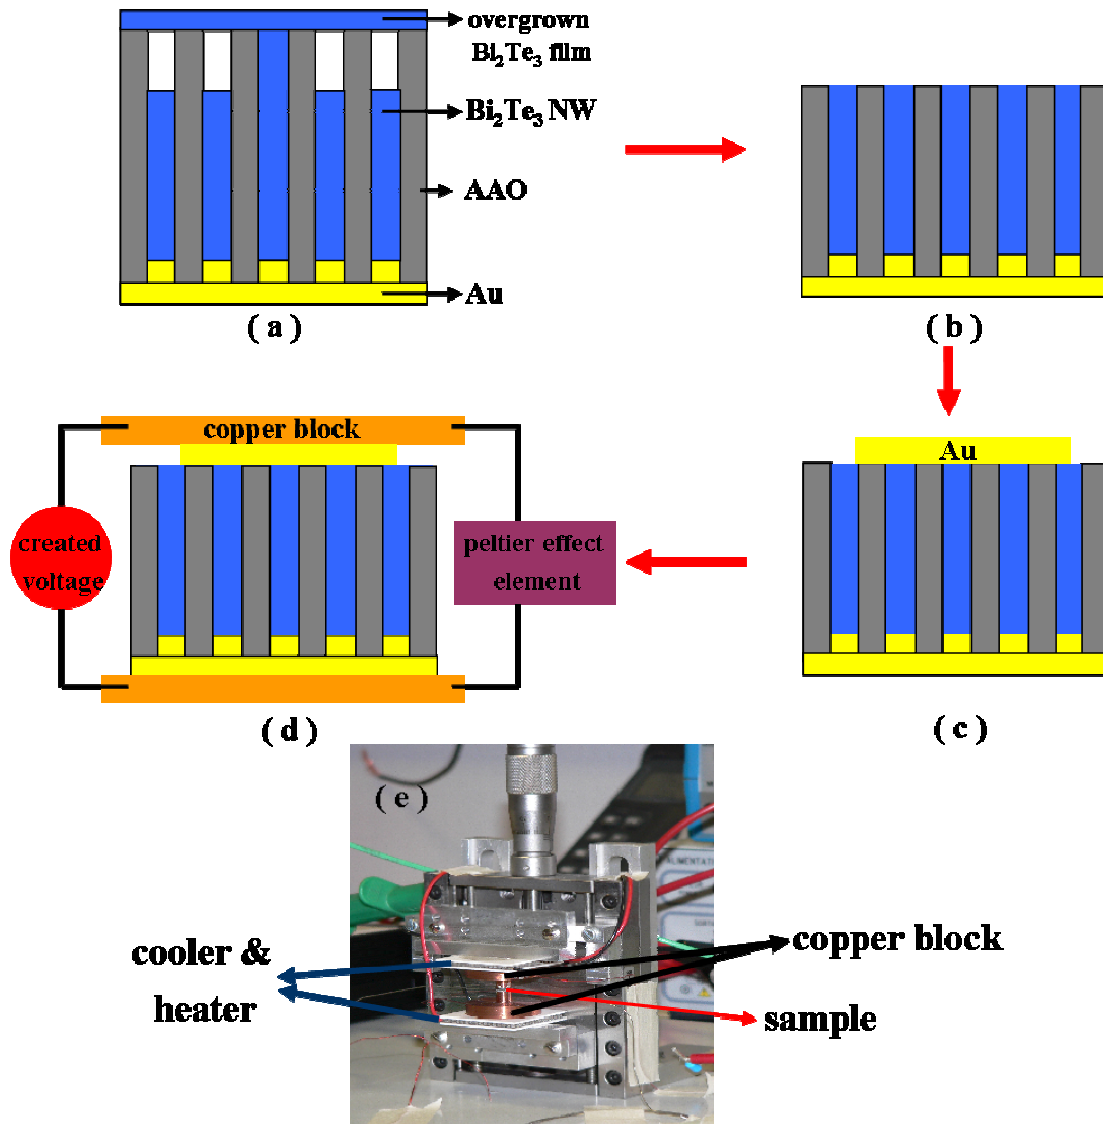 overgrown
Bi₂Te₃ film
Bi₂Te₃ NW
AAO
Au
( a )
( b )
Au
( c )
copper block
created
voltage
peltier effect
element
( d )
( e )
ALIMENTAT
cooler &
heater
copper block
sample